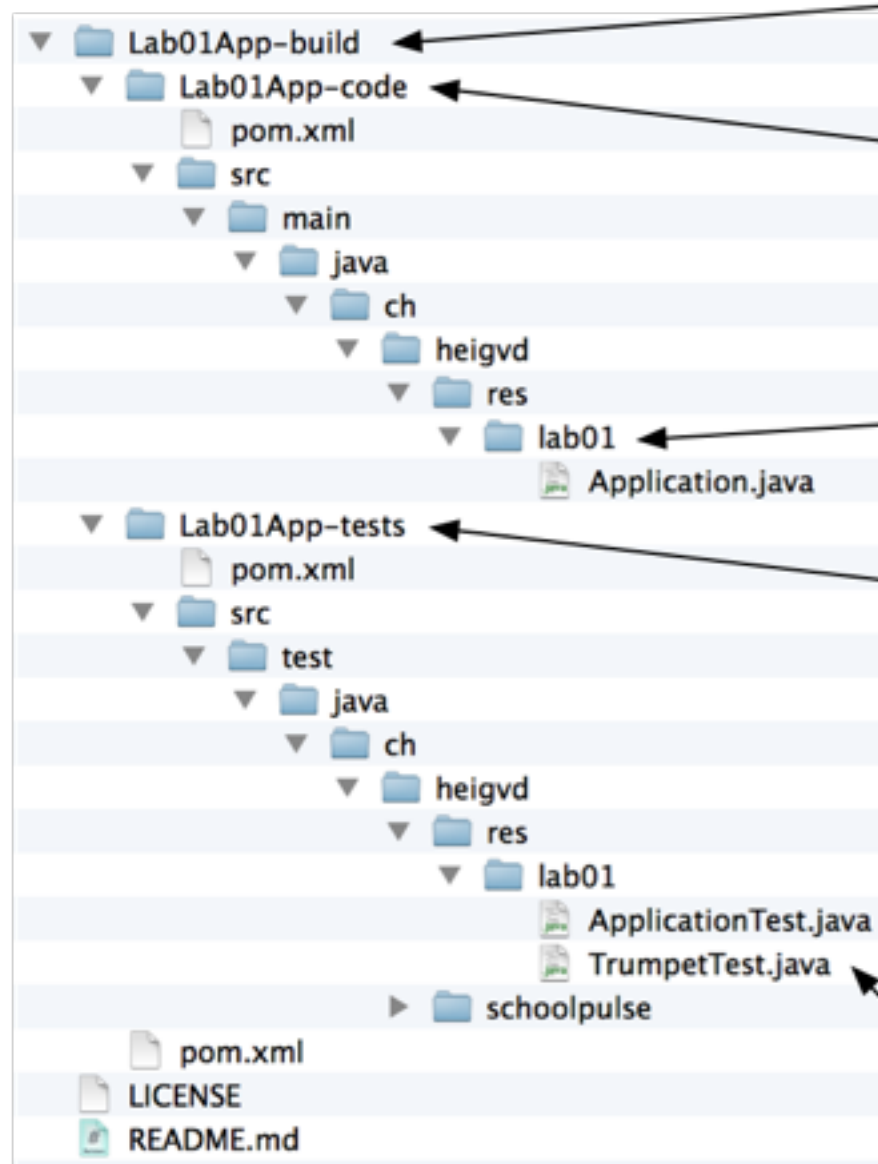 Lab01App-build
Lab01App-code
pom.xml
src
main
java
ch
heigvd
res
lab01
Application.java
Lab01App-tests
pom.xml
src
test
java
ch
heigvd
res
lab01
ApplicationTest.java
TrumpetTest.java
schoolpulse
pom.xml
LICENSE
README.md